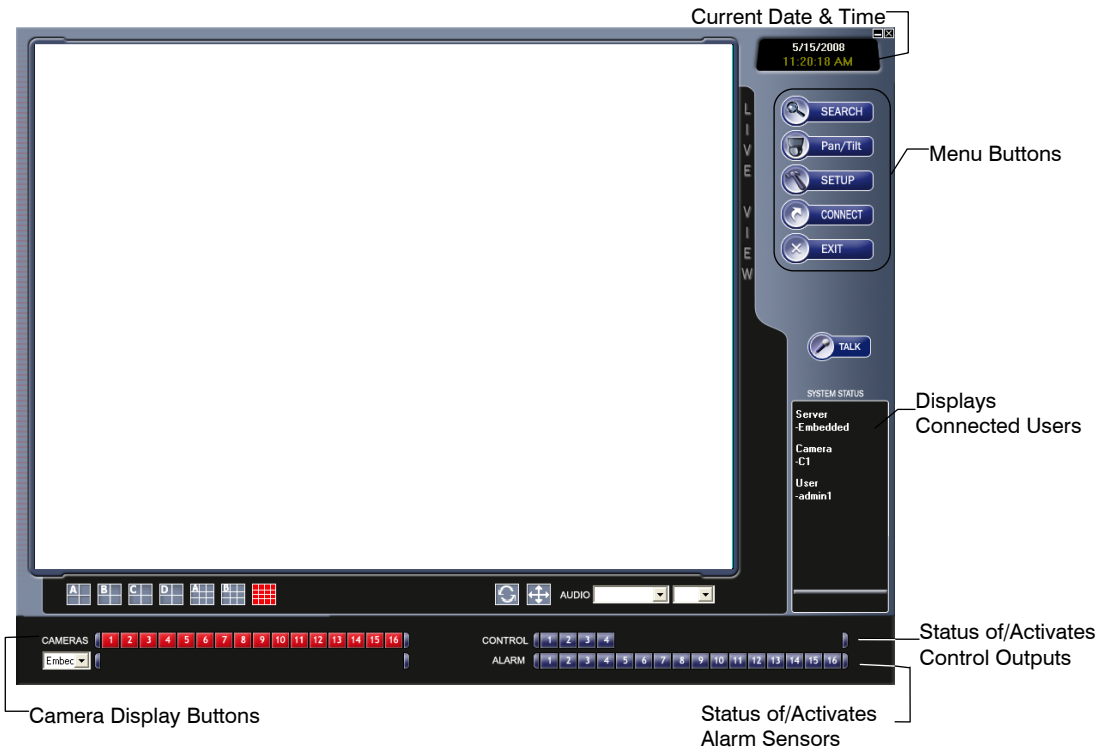 Current Date & Time
5/15/2008
11:20:18 AM
LIVE VIEW
SEARCH
Pan/Tilt
SETUP
CONNECT
EXIT
Menu Buttons
TALK
SYSTEM STATUS
Server
-Embedded
Camera
-C1
User
-admin1
Displays
Connected Users
A B C D A B
AUDIO
CAMERAS 1 2 3 4 5 6 7 8 9 10 11 12 13 14 15 16
Embec
CONTROL 1 2 3 4
ALARM 1 2 3 4 5 6 7 8 9 10 11 12 13 14 15 16
Status of/Activates
Control Outputs
Camera Display Buttons
Status of/Activates
Alarm Sensors